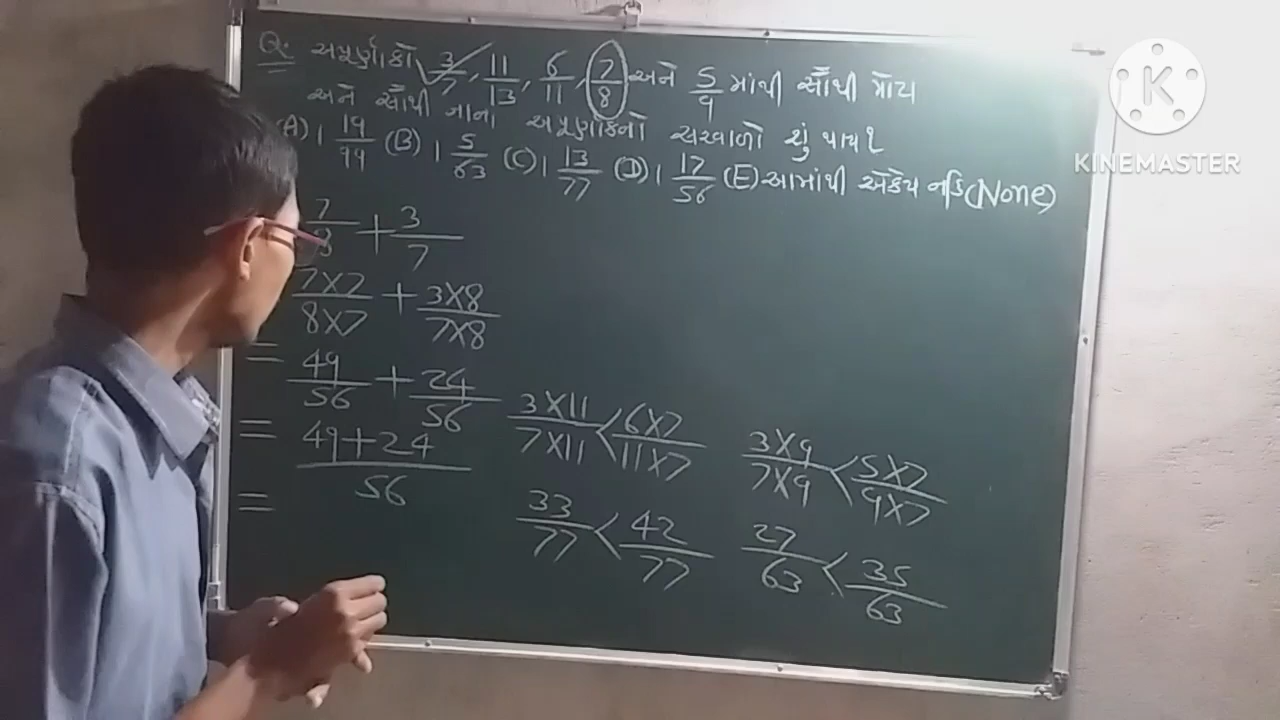 Q. અપૂર્ણાંકો 3/7, 11/13, 6/11, 7/8 અને 5/9 માંથી સૌથી મોટા
અને સૌથી નાના અપૂર્ણાંકનો સરવાળો શું થાય?
(A) 1 19/99 (B) 1 5/63 (C) 1 13/77 (D) 1 17/56 (E) આમાંથી એકેય નહિ (None)
7/8 + 3/7
7×7/8×7 + 3×8/7×8
= 49/56 + 24/56
= 49+24/56
=
3×11/7×11 < 6×7/11×7
33/77 < 42/77
3×9/7×9 < 5×7/9×7
27/63 < 35/63
K
KINEMASTER